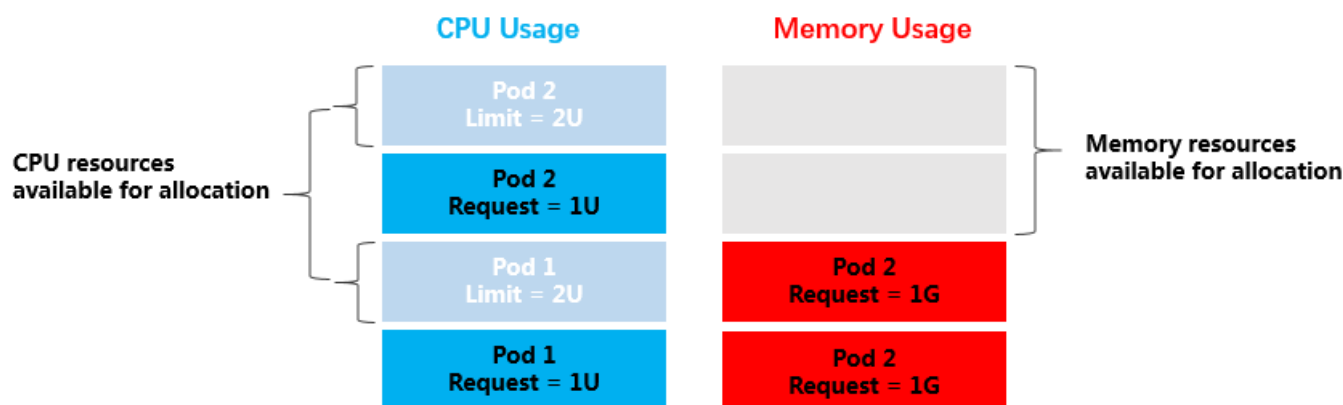 CPU Usage
Memory Usage
Pod 2
Limit = 2U
CPU resources
available for allocation
Memory resources
available for allocation
Pod 2
Request = 1U
Pod 1
Limit = 2U
Pod 2
Request = 1G
Pod 1
Request = 1U
Pod 2
Request = 1G